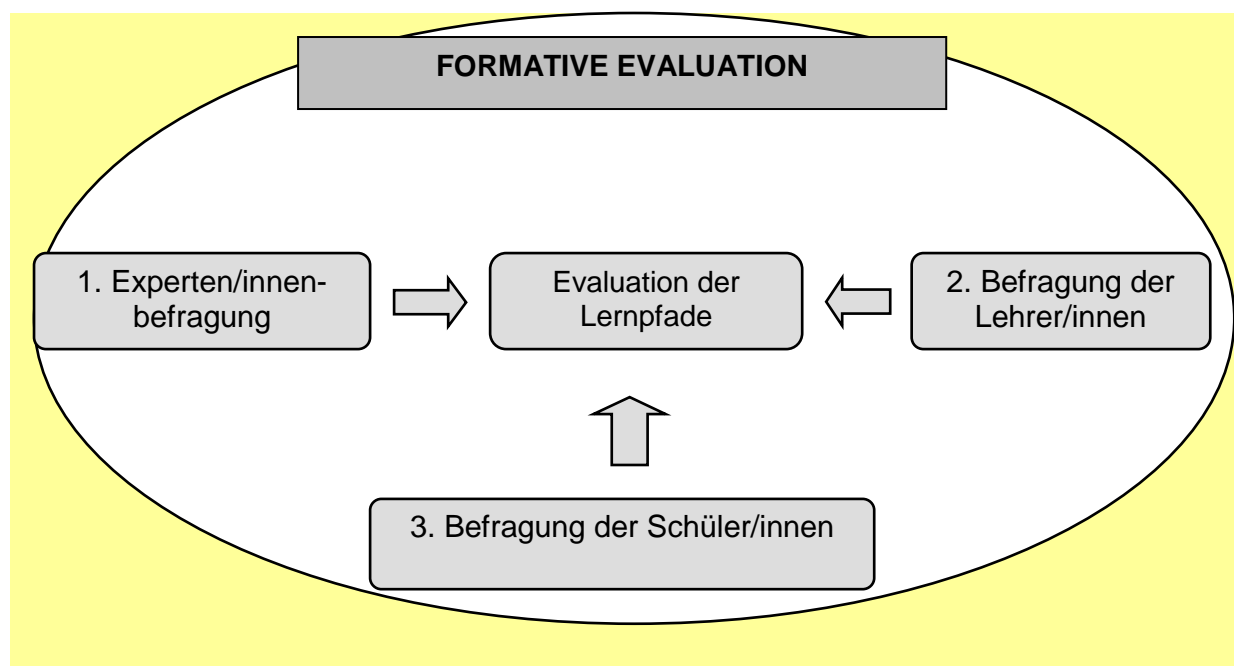 FORMATIVE EVALUATION
1. Experten/innen-
befragung
Evaluation der
Lernpfade
2. Befragung der
Lehrer/innen
3. Befragung der Schüler/innen